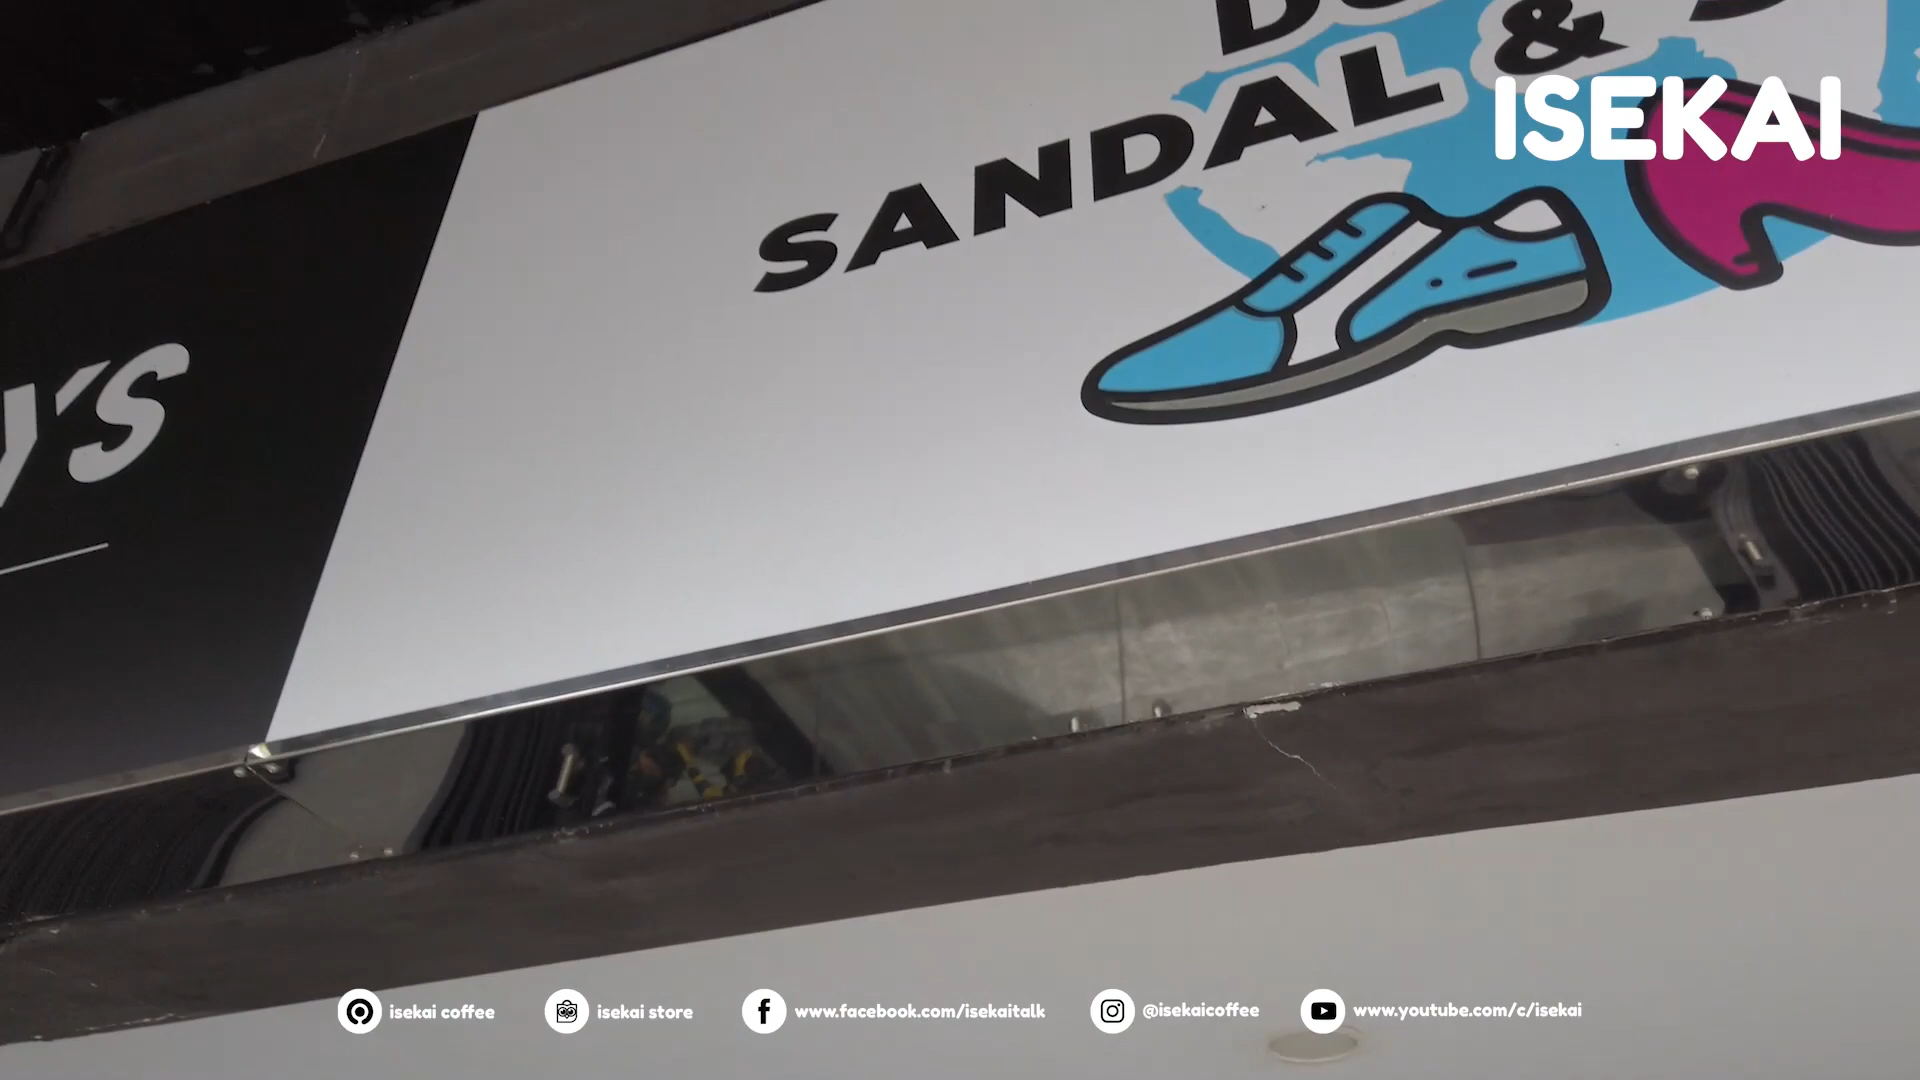 SANDAL &
ISEKAI
Y'S
isekai coffee
isekai store
www.facebook.com/isekaitalk
@isekaicoffee
www.youtube.com/c/isekai